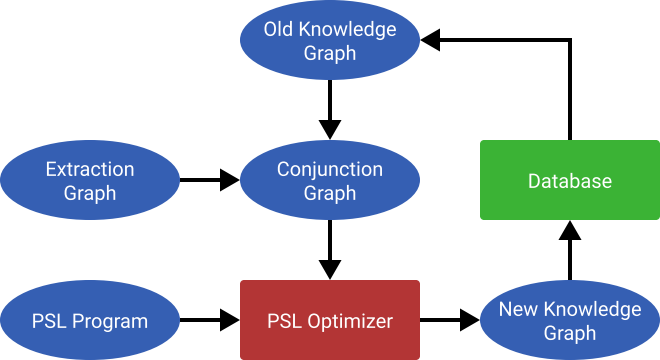 Old Knowledge
Graph
Extraction
Graph
Conjunction
Graph
Database
PSL Program
PSL Optimizer
New Knowledge
Graph